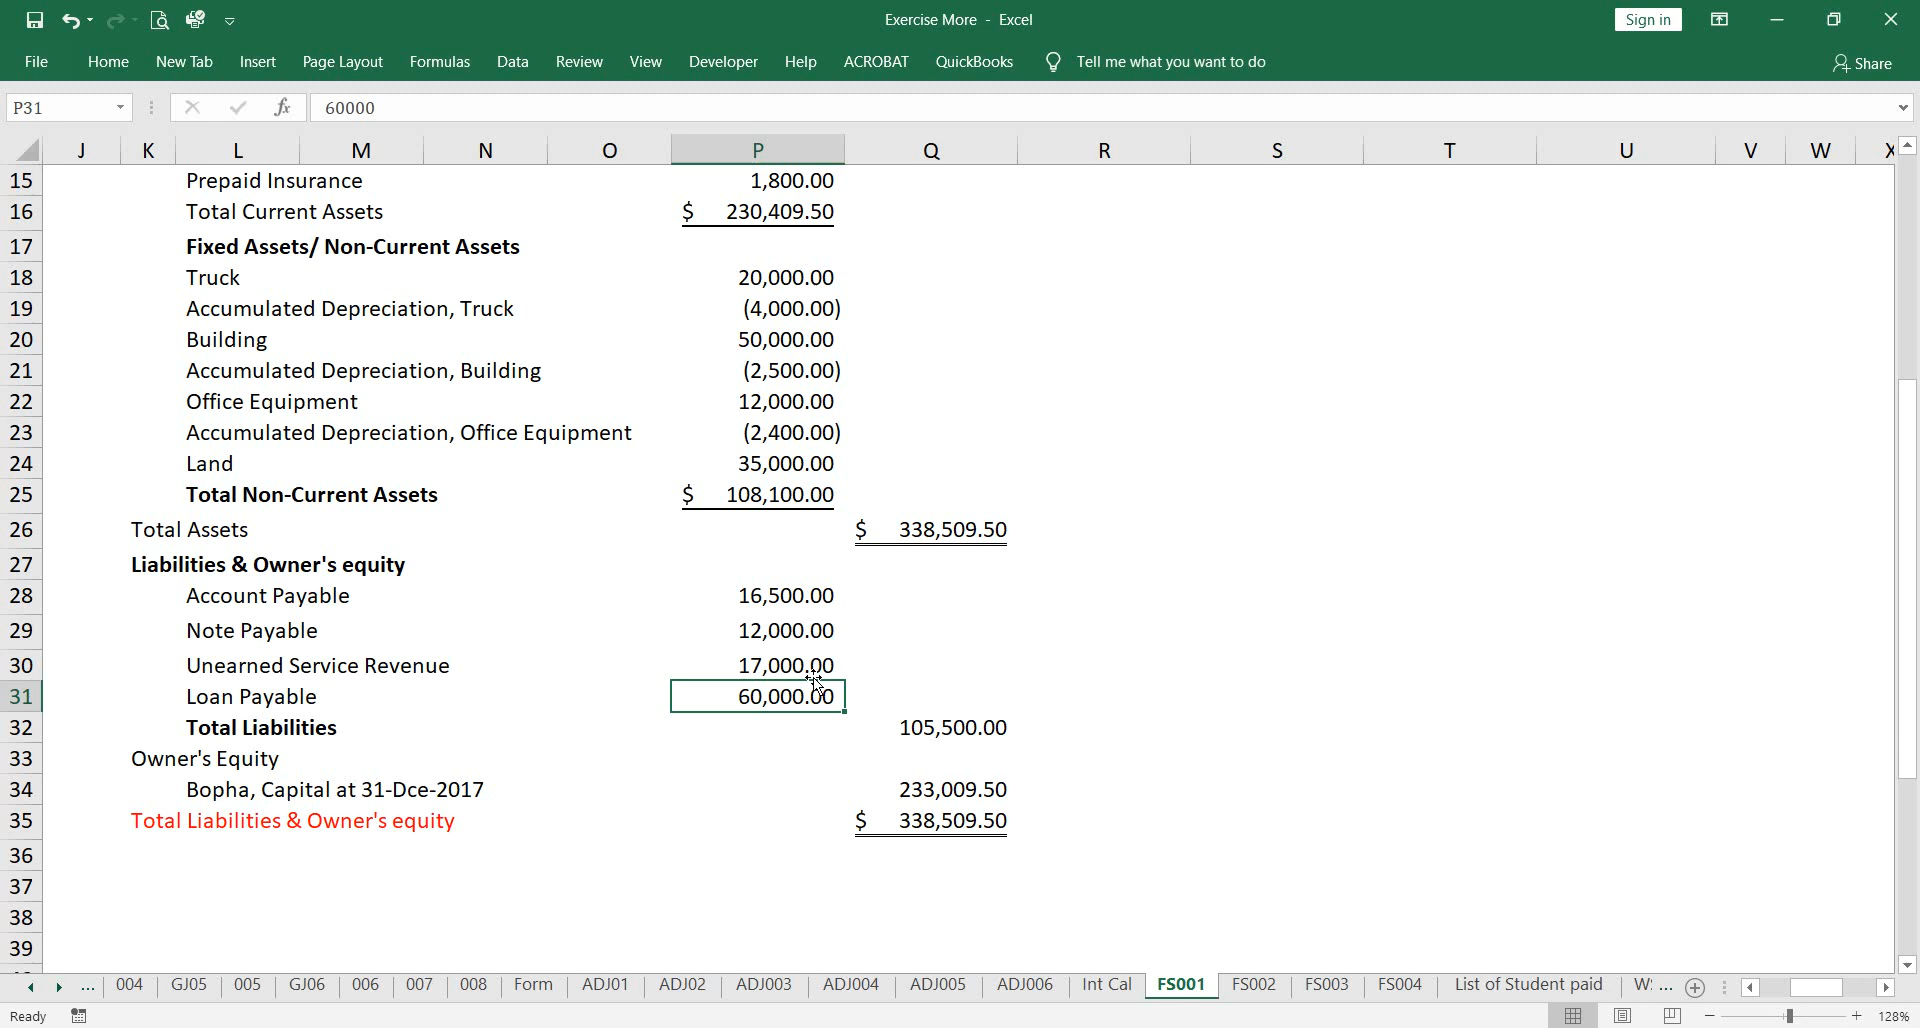 Exercise More - Excel
Sign in
File Home New Tab Insert Page Layout Formulas Data Review View Developer Help ACROBAT QuickBooks Tell me what you want to do Share
P31 fx 60000
J K L M N O P Q R S T U V W X
15 Prepaid Insurance 1,800.00
16 Total Current Assets $ 230,409.50
17 Fixed Assets/ Non-Current Assets
18 Truck 20,000.00
19 Accumulated Depreciation, Truck (4,000.00)
20 Building 50,000.00
21 Accumulated Depreciation, Building (2,500.00)
22 Office Equipment 12,000.00
23 Accumulated Depreciation, Office Equipment (2,400.00)
24 Land 35,000.00
25 Total Non-Current Assets $ 108,100.00
26 Total Assets $ 338,509.50
27 Liabilities & Owner's equity
28 Account Payable 16,500.00
29 Note Payable 12,000.00
30 Unearned Service Revenue 17,000.00
31 Loan Payable 60,000.00
32 Total Liabilities 105,500.00
33 Owner's Equity
34 Bopha, Capital at 31-Dce-2017 233,009.50
35 Total Liabilities & Owner's equity $ 338,509.50
36
37
38
39
... 004 GJ05 005 GJ06 006 007 008 Form ADJ01 ADJ02 ADJ003 ADJ004 ADJ005 ADJ006 Int Cal FS001 FS002 FS003 FS004 List of Student paid W! ...
Ready 128%